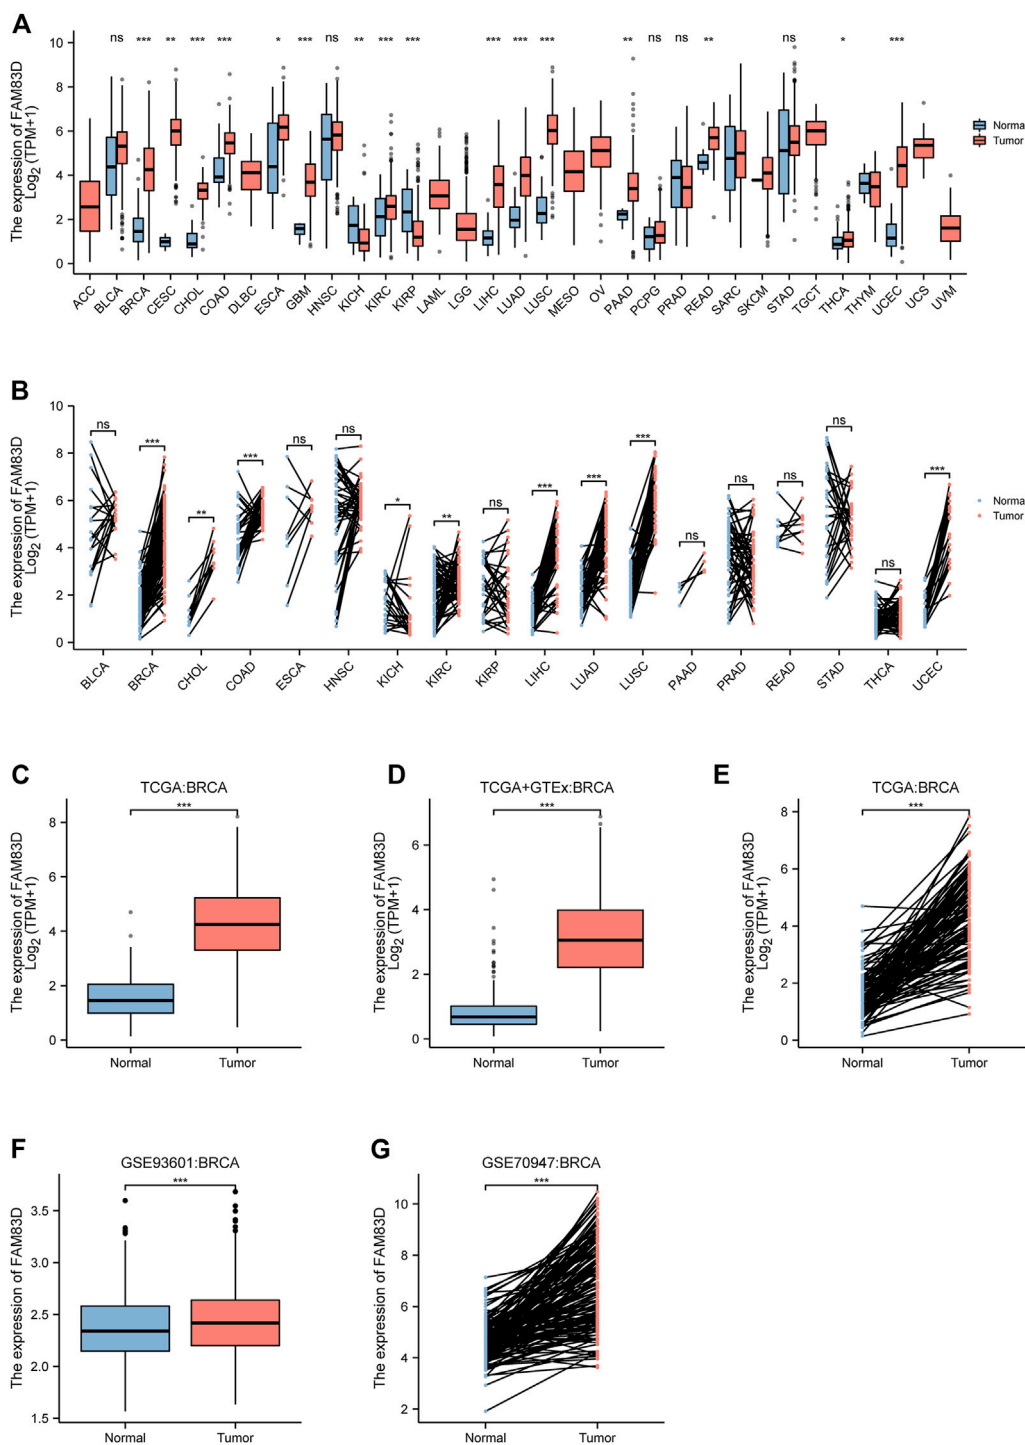 A
ns *** ** *** *** * *** ns ** *** *** *** *** *** ** ns ns ** ns * ***
The expression of FAM83D
Log2 (TPM+1)
10
8
6
4
2
0
ACC BLCA BRCA CESC CHOL COAD DLBC ESCA GBM HNSC KICH KIRC KIRP LAML LGG LIHC LUAD LUSC MESO OV PAAD PCPG PRAD READ SARC SKCM STAD TGCT THCA THYM UCEC UCS UVM
Norma
Tumor
B
ns *** ** *** ns ns * ** ns *** *** *** ns ns ns ns ns ***
The expression of FAM83D
Log2 (TPM+1)
10
8
6
4
2
0
BLCA BRCA CHOL COAD ESCA HNSC KICH KIRC KIRP LIHC LUAD LUSC PAAD PRAD READ STAD THCA UCEC
Norma
Tumor
C
TCGA:BRCA
***
The expression of FAM83D
Log2 (TPM+1)
8
6
4
2
0
Normal Tumor
D
TCGA+GTEx:BRCA
***
The expression of FAM83D
Log2 (TPM+1)
6
4
2
0
Normal Tumor
E
TCGA:BRCA
***
The expression of FAM83D
Log2 (TPM+1)
8
6
4
2
0
Normal Tumor
F
GSE93601:BRCA
***
The expression of FAM83D
3.5
3.0
2.5
2.0
1.5
Normal Tumor
G
GSE70947:BRCA
***
The expression of FAM83D
10
8
6
4
2
Normal Tumor